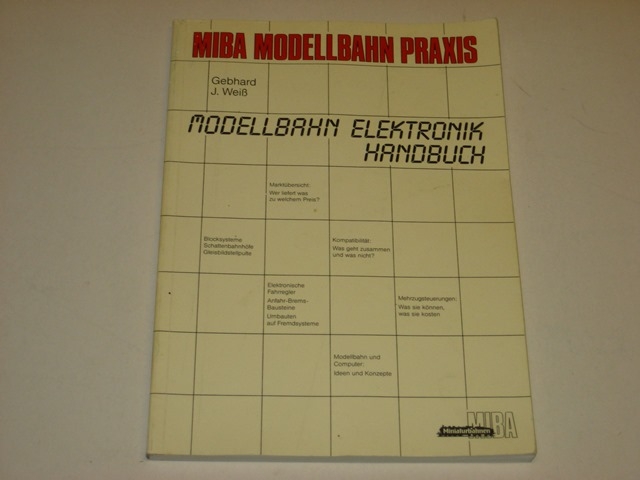 MIBA MODELLBAHN PRAXIS
Gebhard
J. Weiß
MODELLBAHN ELEKTRONIK
HANDBUCH
Marktübersicht:
Wer liefert was
zu welchem Preis?
Blocksysteme
Schattenbahnhöfe
Gleisbildstellpulte
Kompatibilität:
Was geht zusammen
und was nicht?
Elektronische
Fahrregler
Anfahr-Brems-
Bausteine
Umbauten
auf Fremdsysteme
Mehrzugsteuerungen:
Was sie können,
was sie kosten
Modellbahn und
Computer:
Ideen und Konzepte
MIBA
Miniaturbahnen